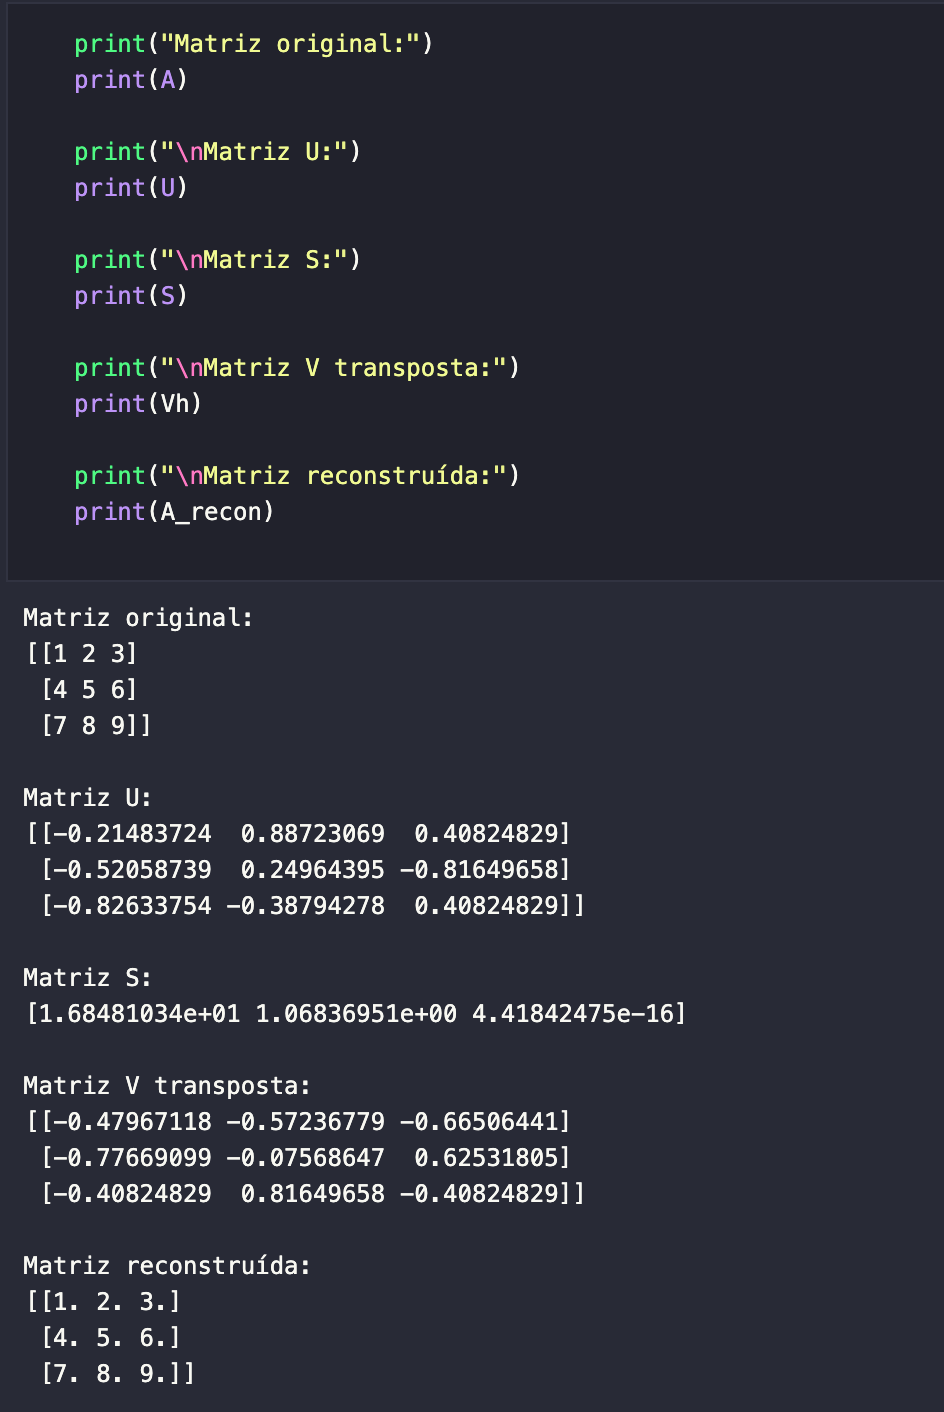 print("Matriz original:")
print(A)
print("\nMatriz U:")
print(U)
print("\nMatriz S:")
print(S)
print("\nMatriz V transposta:")
print(Vh)
print("\nMatriz reconstruída:")
print(A_recon)
Matriz original:
[[1 2 3]
 [4 5 6]
 [7 8 9]]
Matriz U:
[[-0.21483724  0.88723069  0.40824829]
 [-0.52058739  0.24964395 -0.81649658]
 [-0.82633754 -0.38794278  0.40824829]]
Matriz S:
[1.68481034e+01 1.06836951e+00 4.41842475e-16]
Matriz V transposta:
[[-0.47967118 -0.57236779 -0.66506441]
 [-0.77669099 -0.07568647  0.62531805]
 [-0.40824829  0.81649658 -0.40824829]]
Matriz reconstruída:
[[1. 2. 3.]
 [4. 5. 6.]
 [7. 8. 9.]]